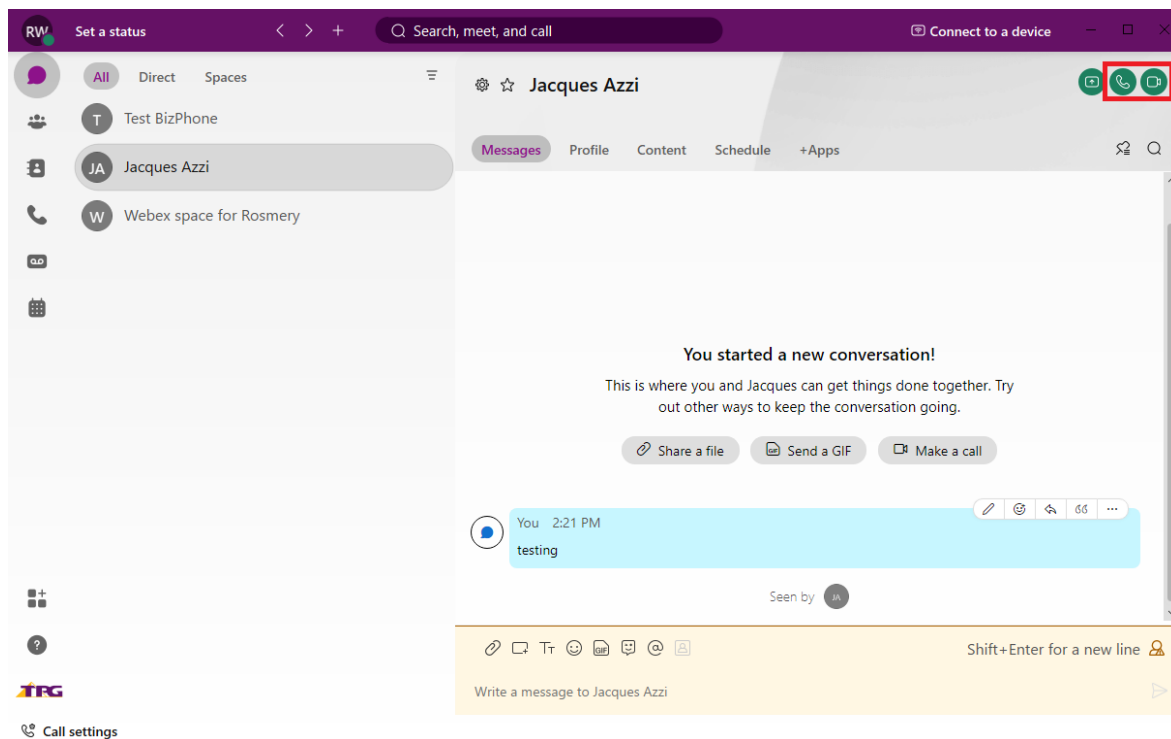 RW Set a status Search, meet, and call Connect to a device
All Direct Spaces
T Test BizPhone
JA Jacques Azzi
W Webex space for Rosmery
Jacques Azzi
Messages Profile Content Schedule +Apps
You started a new conversation!
This is where you and Jacques can get things done together. Try
out other ways to keep the conversation going.
Share a file GIF Send a GIF Make a call
You 2:21 PM
testing
Seen by JA
GIF Shift+Enter for a new line
Write a message to Jacques Azzi
TPG
Call settings